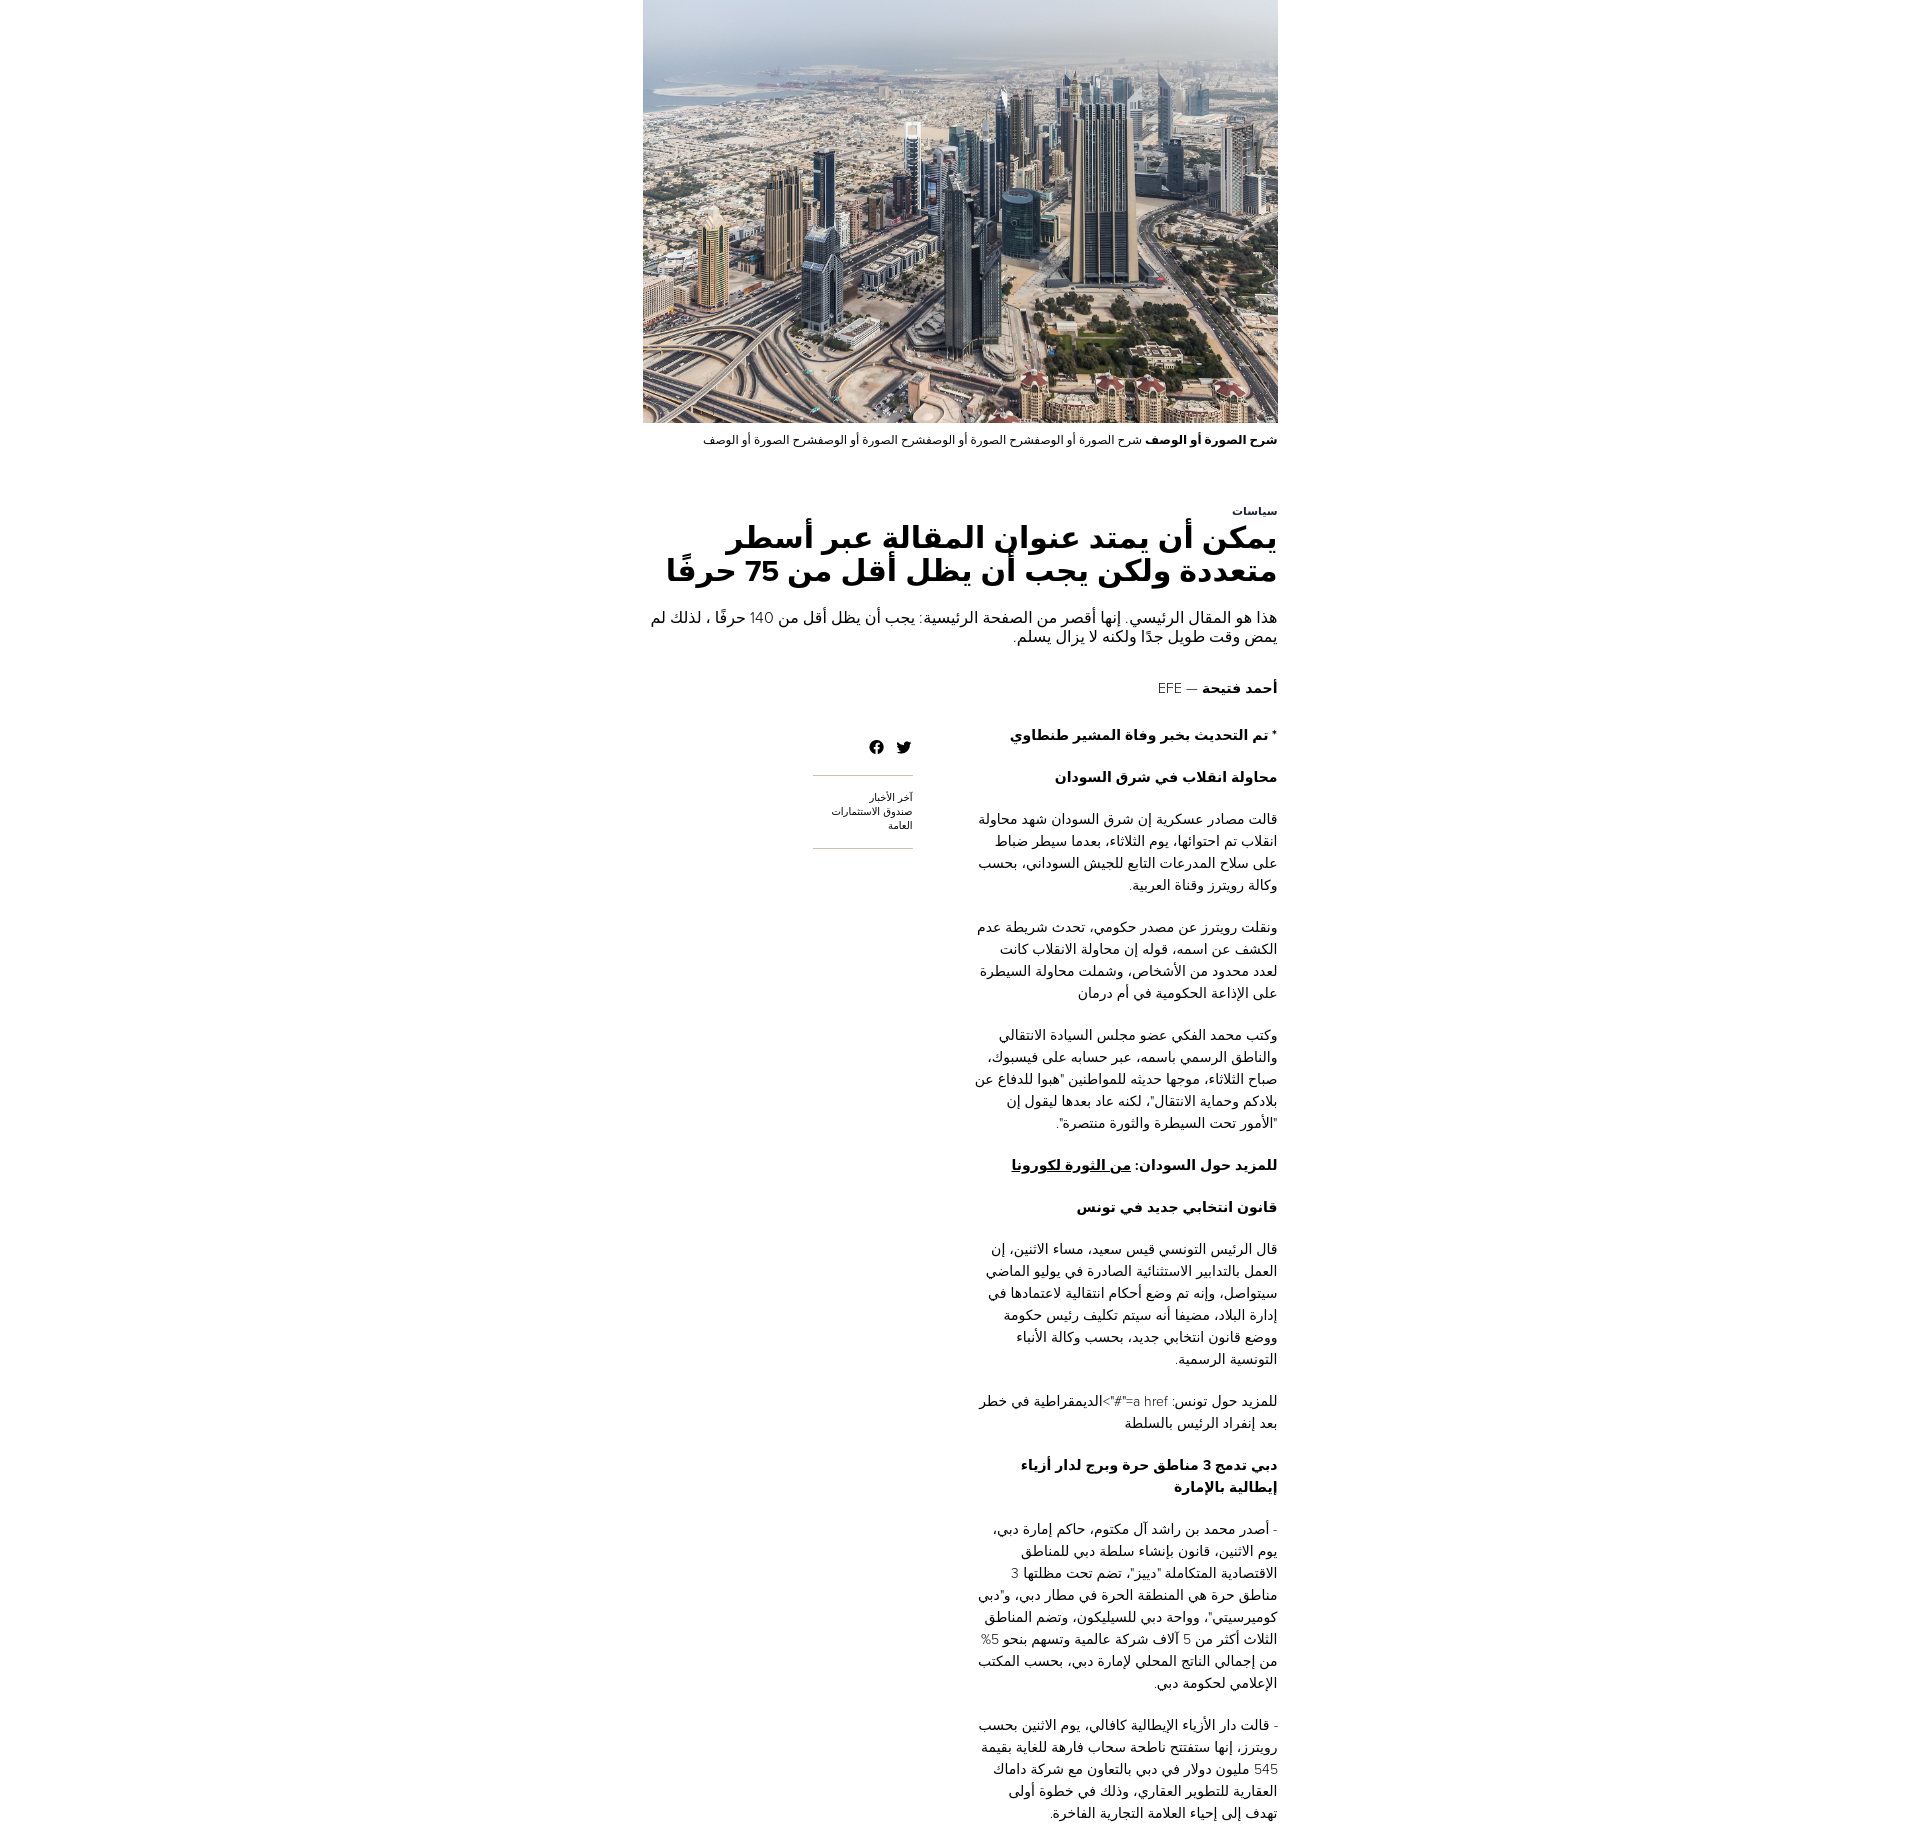 شرح الصورة أو الوصف شرح الصورة أو الوصفشرح الصورة أو الوصفشرح الصورة أو الوصفشرح الصورة أو الوصف
سياسات
يمكن أن يمتد عنوان المقالة عبر أسطر
متعددة ولكن يجب أن يظل أقل من 75 حرفًا
هذا هو المقال الرئيسي. إنها أقصر من الصفحة الرئيسية: يجب أن يظل أقل من 140 حرفًا ، لذلك لم
يمض وقت طويل جدًا ولكنه لا يزال يسلم.
أحمد فتيحة — EFE
* تم التحديث بخبر وفاة المشير طنطاوي
محاولة انقلاب في شرق السودان
قالت مصادر عسكرية إن شرق السودان شهد محاولة
انقلاب تم احتوائها، يوم الثلاثاء، بعدما سيطر ضباط
على سلاح المدرعات التابع للجيش السوداني، بحسب
وكالة رويترز وقناة العربية.
ونقلت رويترز عن مصدر حكومي، تحدث شريطة عدم
الكشف عن اسمه، قوله إن محاولة الانقلاب كانت
لعدد محدود من الأشخاص، وشملت محاولة السيطرة
على الإذاعة الحكومية في أم درمان
وكتب محمد الفكي عضو مجلس السيادة الانتقالي
والناطق الرسمي باسمه، عبر حسابه على فيسبوك،
صباح الثلاثاء، موجها حديثه للمواطنين "هبوا للدفاع عن
بلادكم وحماية الانتقال"، لكنه عاد بعدها ليقول إن
"الأمور تحت السيطرة والثورة منتصرة".
للمزيد حول السودان: من الثورة لكورونا
قانون انتخابي جديد في تونس
قال الرئيس التونسي قيس سعيد، مساء الاثنين، إن
العمل بالتدابير الاستثنائية الصادرة في يوليو الماضي
سيتواصل، وإنه تم وضع أحكام انتقالية لاعتمادها في
إدارة البلاد، مضيفا أنه سيتم تكليف رئيس حكومة
ووضع قانون انتخابي جديد، بحسب وكالة الأنباء
التونسية الرسمية.
للمزيد حول تونس: a href="#">الديمقراطية في خطر
بعد إنفراد الرئيس بالسلطة
دبي تدمج 3 مناطق حرة وبرج لدار أزياء
إيطالية بالإمارة
- أصدر محمد بن راشد آل مكتوم، حاكم إمارة دبي،
يوم الاثنين، قانون بإنشاء سلطة دبي للمناطق
الاقتصادية المتكاملة "دييز"، تضم تحت مظلتها 3
مناطق حرة هي المنطقة الحرة في مطار دبي، و"دبي
كوميرسيتي"، وواحة دبي للسيليكون، وتضم المناطق
الثلاث أكثر من 5 آلاف شركة عالمية وتسهم بنحو 5%
من إجمالي الناتج المحلي لإمارة دبي، بحسب المكتب
الإعلامي لحكومة دبي.
- قالت دار الأزياء الإيطالية كافالي، يوم الاثنين بحسب
رويترز، إنها ستفتتح ناطحة سحاب فارهة للغاية بقيمة
545 مليون دولار في دبي بالتعاون مع شركة داماك
العقارية للتطوير العقاري، وذلك في خطوة أولى
تهدف إلى إحياء العلامة التجارية الفاخرة.
آخر الأخبار
صندوق الاستثمارات
العامة